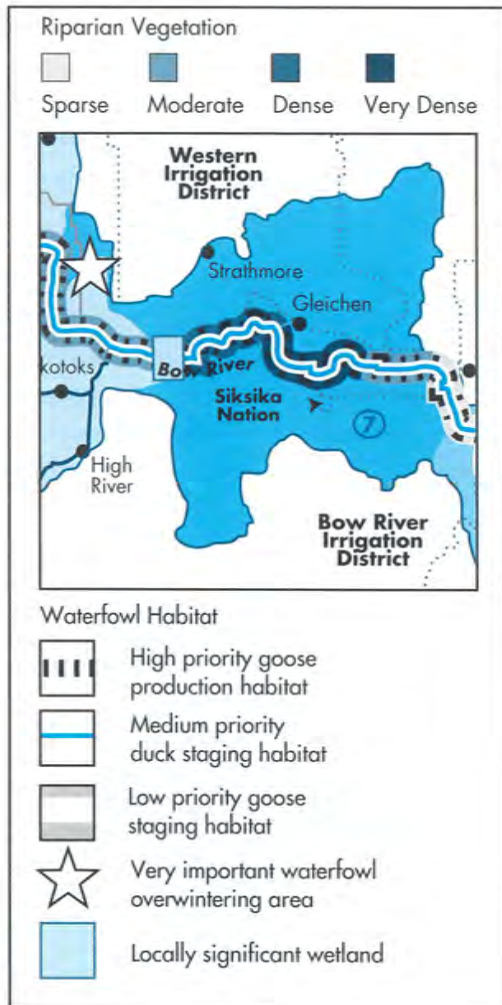 Riparian Vegetation
Sparse Moderate Dense Very Dense
Western
Irrigation
District
Strathmore
Gleichen
kotoks
Bow River
Siksika
Nation
7
High
River
Bow River
Irrigation
District
Waterfowl Habitat
High priority goose
production habitat
Medium priority
duck staging habitat
Low priority goose
staging habitat
Very important waterfowl
overwintering area
Locally significant wetland